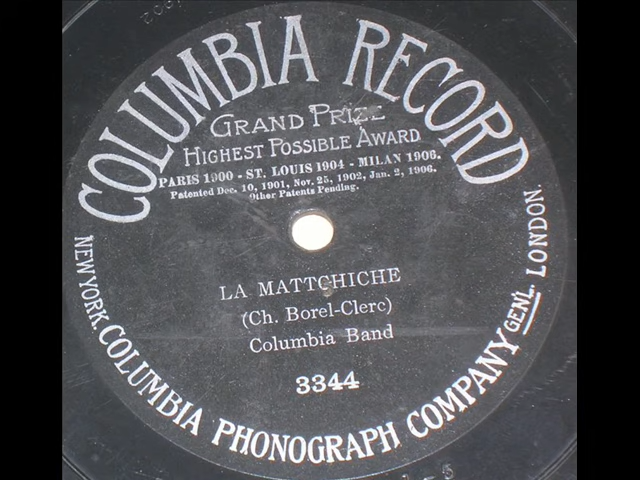 COLUMBIA RECORD
GRAND PRIZE
HIGHEST POSSIBLE AWARD
PARIS 1900 - ST. LOUIS 1904 - MILAN 1906.
Patented Dec. 10, 1901, Nov. 25, 1902, Jan. 2, 1906.
Other Patents Pending.
LA MATTCHICHE
(Ch. Borel-Clerc)
Columbia Band
3344
NEW YORK. COLUMBIA PHONOGRAPH COMPANY GENL. LONDON.